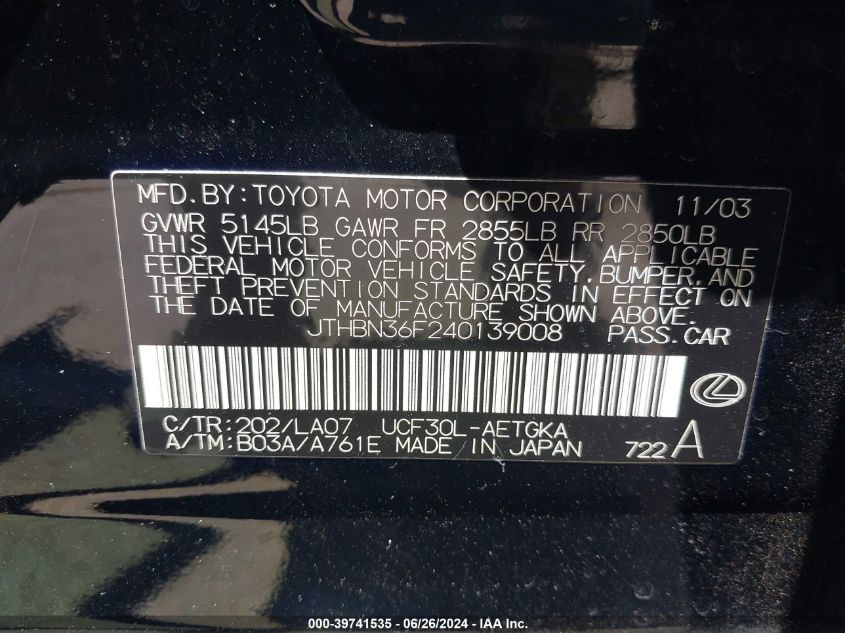 MFD.BY:TOYOTA MOTOR CORPORATION 11/03
GVWR 5145LB GAWR FR 2855LB RR 2850LB
THIS VEHICLE CONFORMS TO ALL APPLICABLE
FEDERAL MOTOR VEHICLE SAFETY, BUMPER, AND
THEFT PREVENTION STANDARDS IN EFFECT ON
THE DATE OF MANUFACTURE SHOWN ABOVE.
JTHBN36F240139008 PASS.CAR
C/TR:202/LA07 UCF30L-AETGKA
A/TM:B03A/A761E MADE IN JAPAN 722A
000-39741535 - 06/26/2024 - IAA Inc.